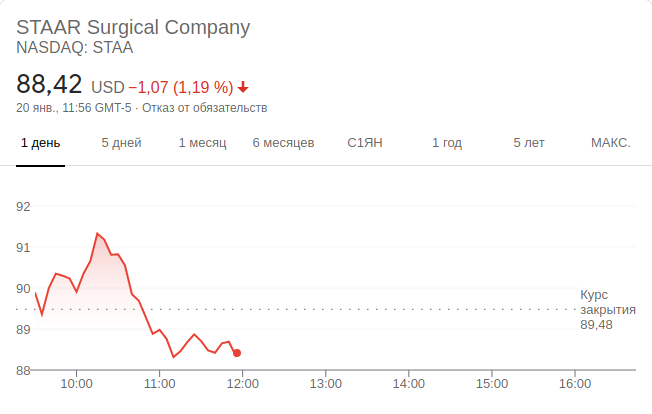 STAAR Surgical Company
NASDAQ: STAA
88,42 USD −1,07 (1,19 %)
20 янв., 11:56 GMT-5 · Отказ от обязательств
1 день 5 дней 1 месяц 6 месяцев С1ЯН 1 год 5 лет МАКС.
92
91
90
89
88
Курс
закрытия
89,48
10:00 11:00 12:00 13:00 14:00 15:00 16:00